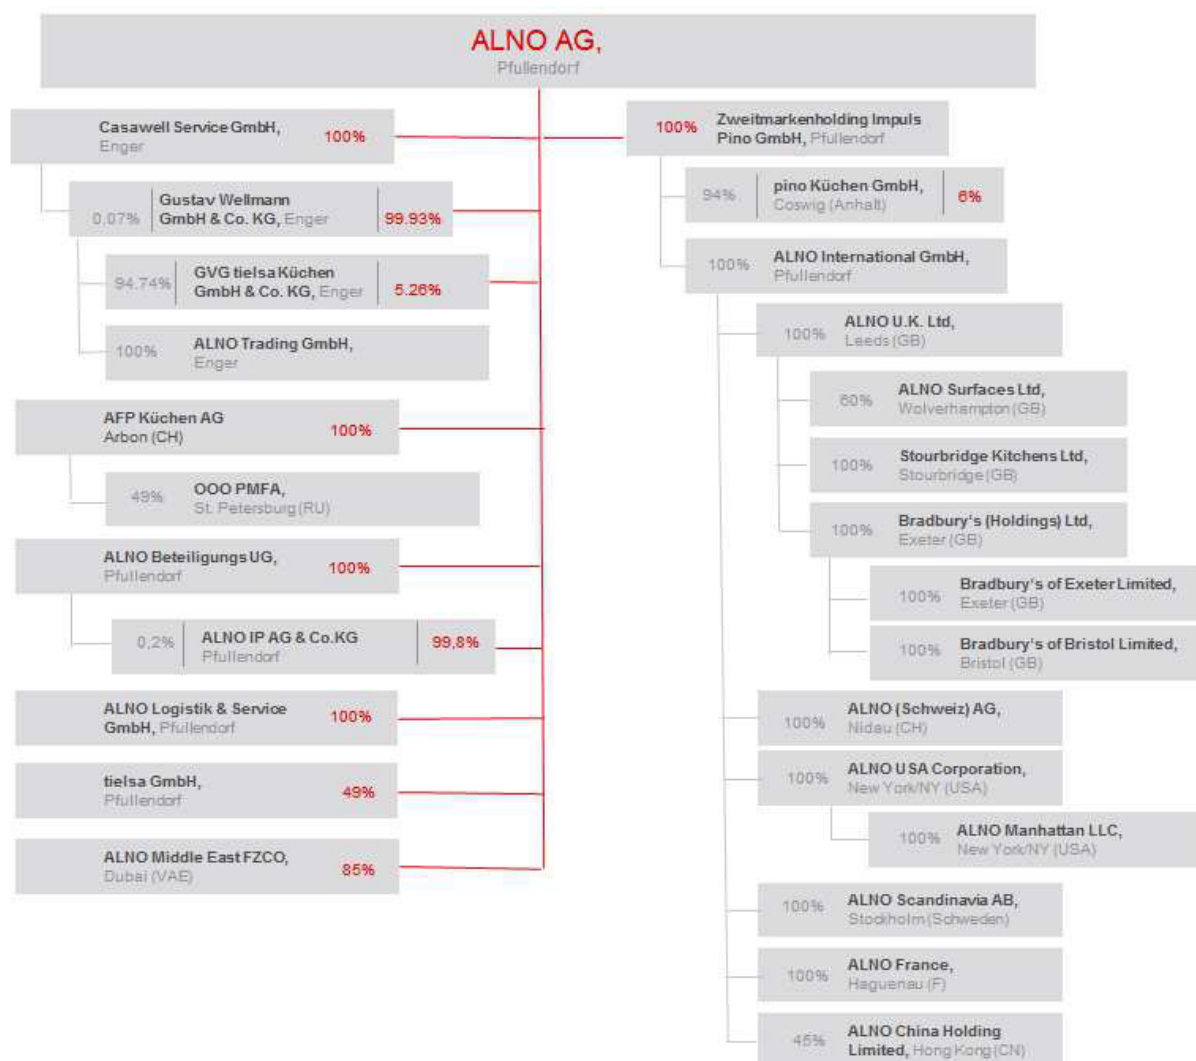 ALNO AG,
Pfullendorf
Casawell Service GmbH,
Enger
100%
0,07%
Gustav Wellmann
GmbH & Co. KG, Enger
99.93%
94.74%
GVG tielsa Küchen
GmbH & Co. KG, Enger
5.26%
100%
ALNO Trading GmbH,
Enger
AFP Küchen AG
Arbon (CH)
100%
49%
OOO PMFA,
St. Petersburg (RU)
ALNO Beteiligungs UG,
Pfullendorf
100%
0,2%
ALNO IP AG & Co.KG
Pfullendorf
99,8%
ALNO Logistik & Service
GmbH, Pfullendorf
100%
tielsa GmbH,
Pfullendorf
49%
ALNO Middle East FZCO,
Dubai (VAE)
85%
100%
Zweitmarkenholding Impuls
Pino GmbH, Pfullendorf
94%
pino Küchen GmbH,
Coswig (Anhalt)
6%
100%
ALNO International GmbH,
Pfullendorf
100%
ALNO U.K. Ltd,
Leeds (GB)
60%
ALNO Surfaces Ltd,
Wolverhampton (GB)
100%
Stourbridge Kitchens Ltd,
Stourbridge (GB)
100%
Bradbury's (Holdings) Ltd,
Exeter (GB)
100%
Bradbury's of Exeter Limited,
Exeter (GB)
100%
Bradbury's of Bristol Limited,
Bristol (GB)
100%
ALNO (Schweiz) AG,
Nidau (CH)
100%
ALNO USA Corporation,
New York/NY (USA)
100%
ALNO Manhattan LLC,
New York/NY (USA)
100%
ALNO Scandinavia AB,
Stockholm (Schweden)
100%
ALNO France,
Haguenau (F)
45%
ALNO China Holding
Limited, Hong Kong (CN)